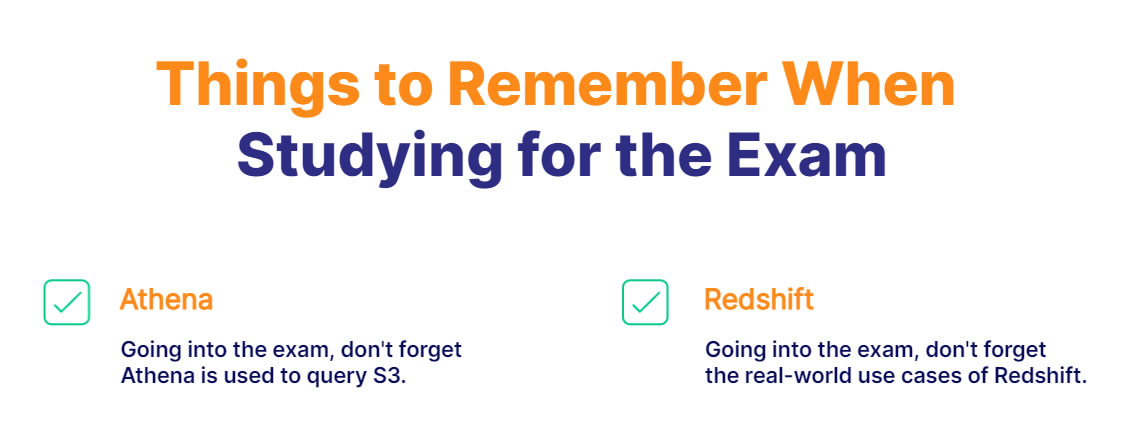 Things to Remember When
Studying for the Exam
Athena
Going into the exam, don't forget
Athena is used to query S3.
Redshift
Going into the exam, don't forget
the real-world use cases of Redshift.